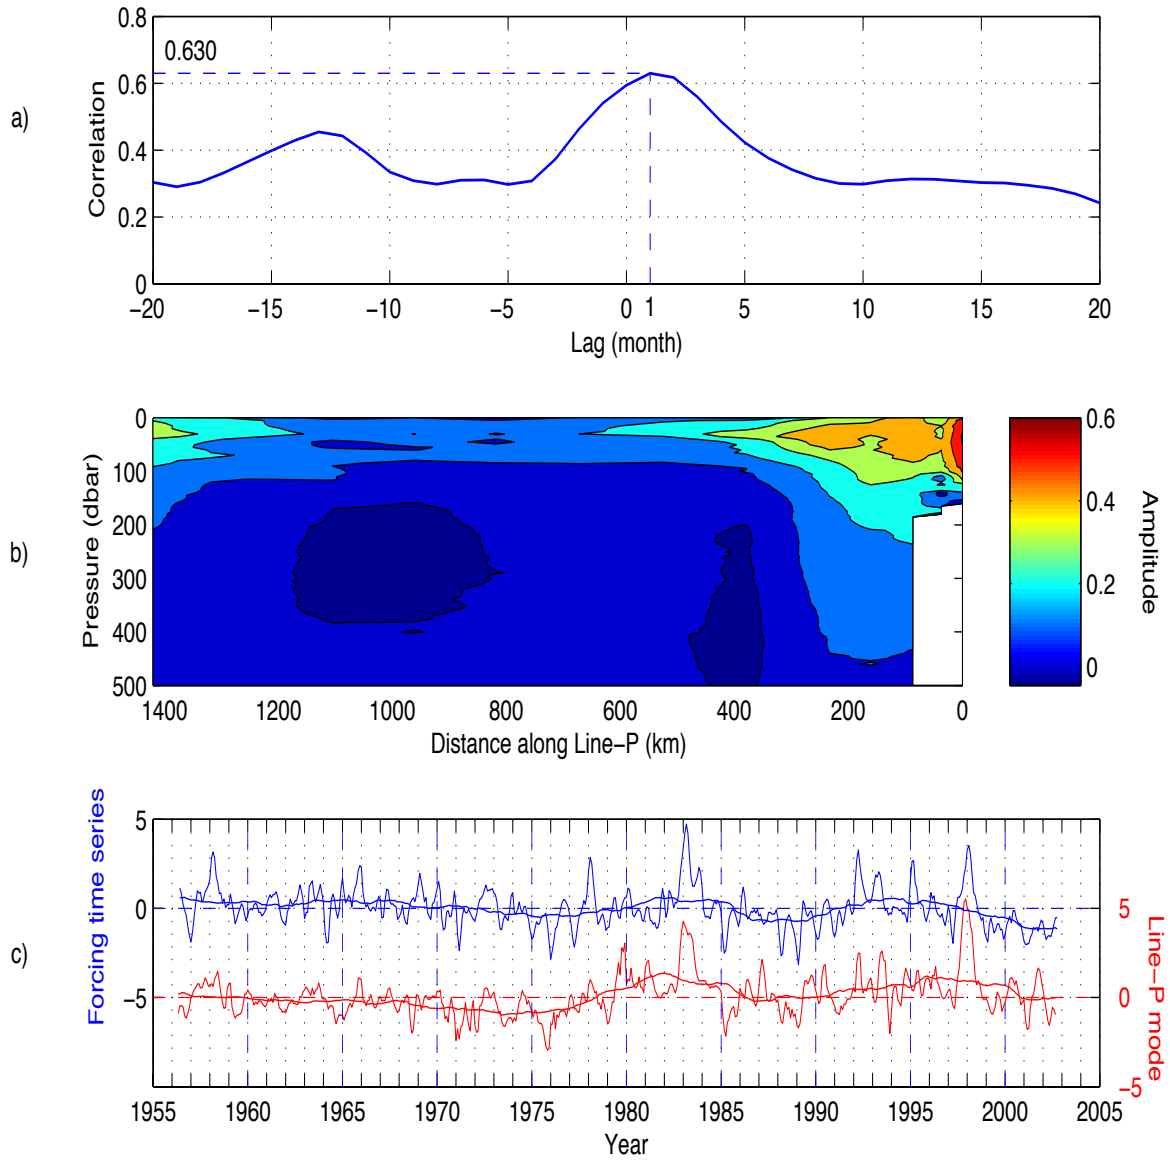 a)
Correlation
0.8
0.6
0.4
0.2
0
0.630
−20 −15 −10 −5 0 1 5 10 15 20
Lag (month)
b)
Pressure (dbar)
0
100
200
300
400
500
1400 1200 1000 800 600 400 200 0
Distance along Line−P (km)
0.6
0.4
0.2
0
Amplitude
c)
Forcing time series
5
0
−5
5
0
−5
Line−P mode
1955 1960 1965 1970 1975 1980 1985 1990 1995 2000 2005
Year